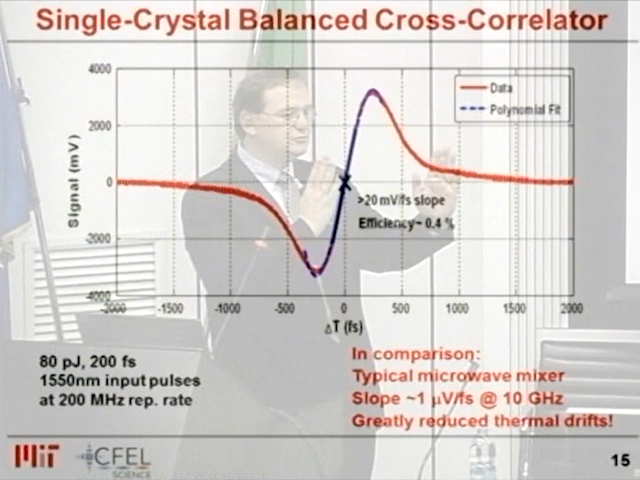 Single-Crystal Balanced Cross-Correlator
4000
2000
0
-2000
-4000
Signal (mV)
Data
Polynomial Fit
>20 mV/fs slope
Efficiency~ 0.4 %
-2000 -1500 -1000 -500 0 500 1000 1500 2000
ΔT (fs)
80 pJ, 200 fs
1550nm input pulses
at 200 MHz rep. rate
In comparison:
Typical microwave mixer
Slope ~1 μV/fs @ 10 GHz
Greatly reduced thermal drifts!
MIT
CFEL
SCIENCE
15